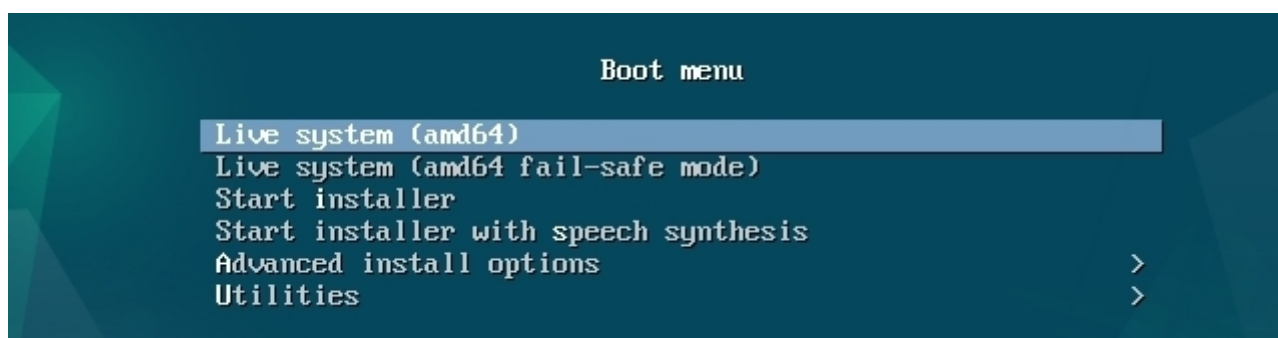 Boot menu
Live system (amd64)
Live system (amd64 fail-safe mode)
Start installer
Start installer with speech synthesis
Advanced install options >
Utilities >